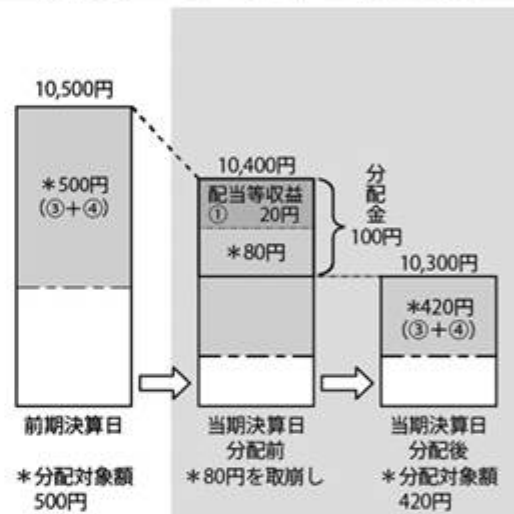 10,500円
＊500円
(③＋④)
前期決算日
＊分配対象額
500円
10,400円
配当等収益
① 20円
＊80円
分配金
100円
当期決算日
分配前
＊80円を取崩し
10,300円
＊420円
(③＋④)
当期決算日
分配後
＊分配対象額
420円